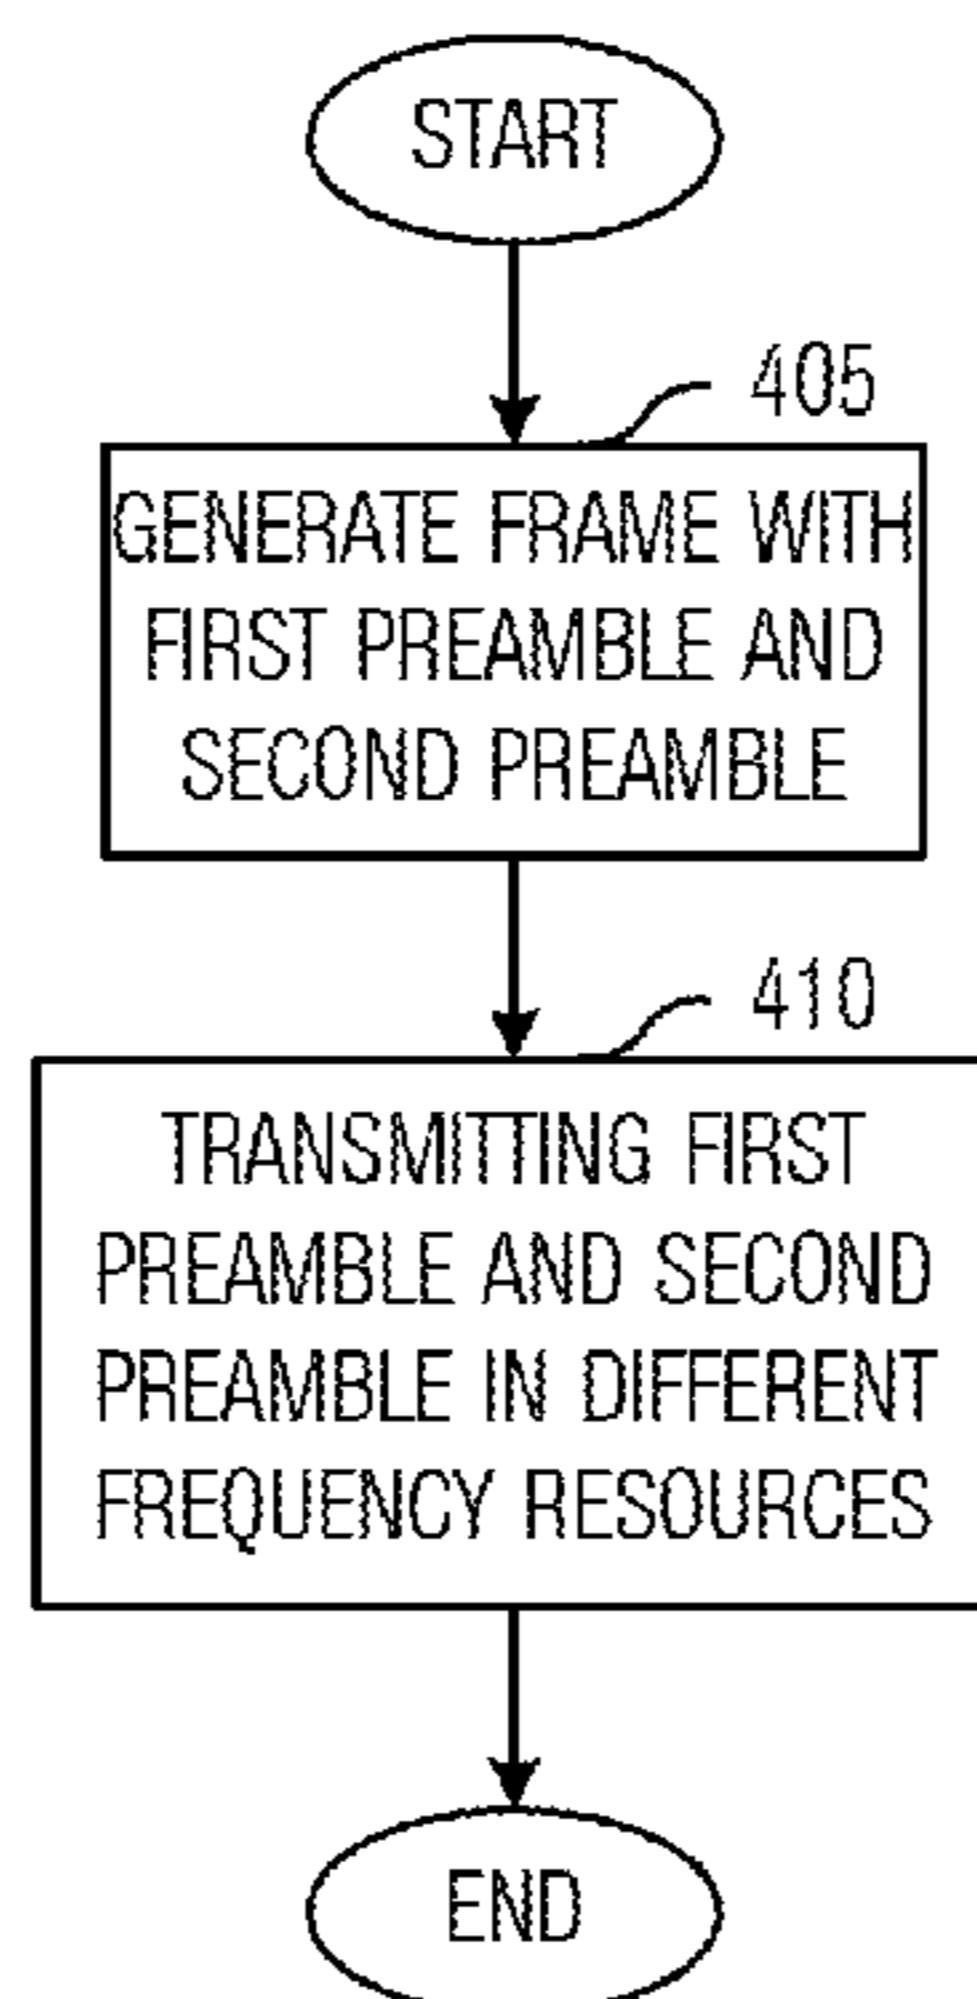 START
405
GENERATE FRAME WITH
FIRST PREAMBLE AND
SECOND PREAMBLE
410
TRANSMITTING FIRST
PREAMBLE AND SECOND
PREAMBLE IN DIFFERENT
FREQUENCY RESOURCES
END